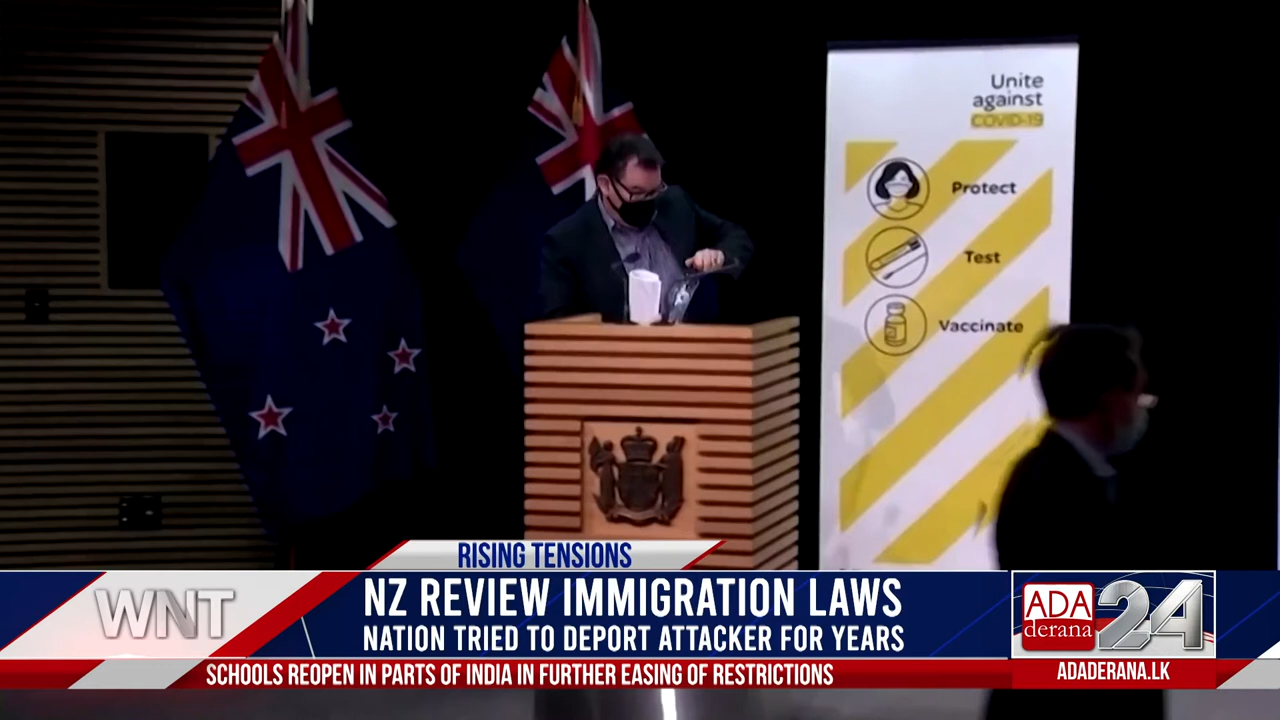 Unite
against
COVID-19
Protect
Test
Vaccinate
RISING TENSIONS
WNT
NZ REVIEW IMMIGRATION LAWS
NATION TRIED TO DEPORT ATTACKER FOR YEARS
ADA
derana
24
SCHOOLS REOPEN IN PARTS OF INDIA IN FURTHER EASING OF RESTRICTIONS
ADADERANA.LK